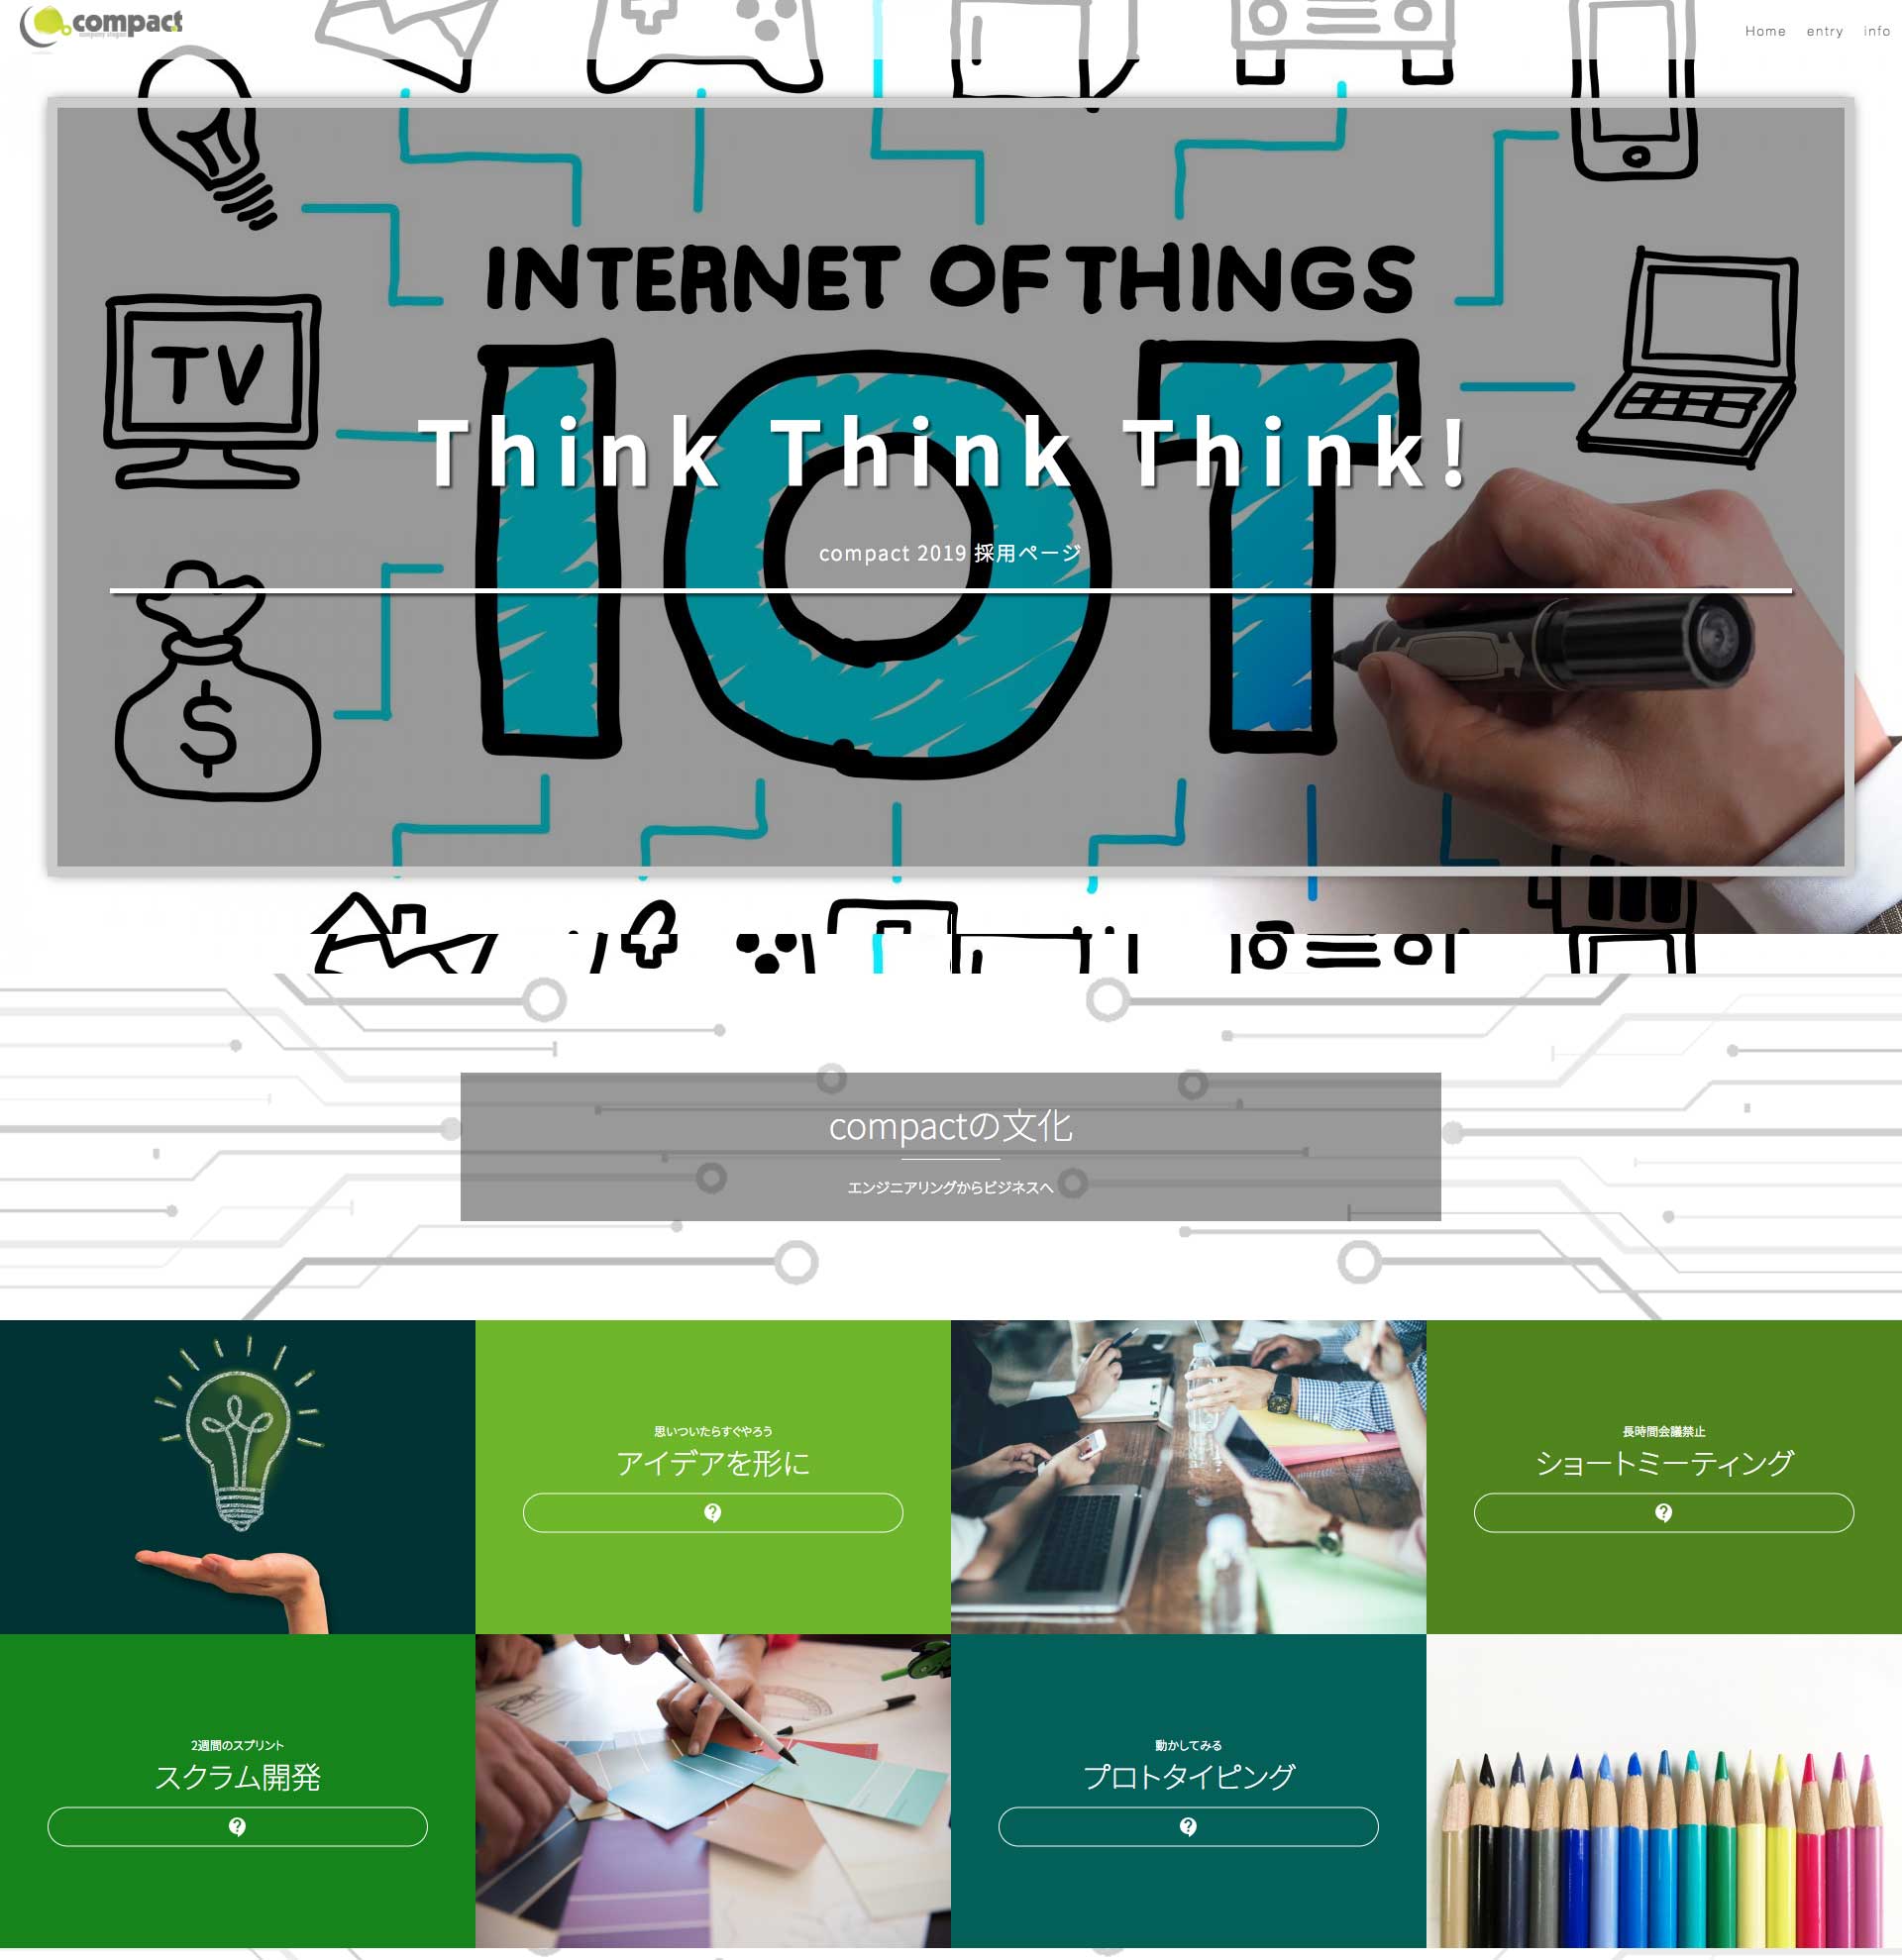 compact
Home entry info
INTERNET OF THINGS
IOT
TV
Think Think Think!
compact 2019 採用ページ
$
compactの文化
エンジニアリングからビジネスへ
思いついたらすぐやろう
アイデアを形に
長時間会議禁止
ショートミーティング
2週間のスプリント
スクラム開発
動かしてみる
プロトタイピング